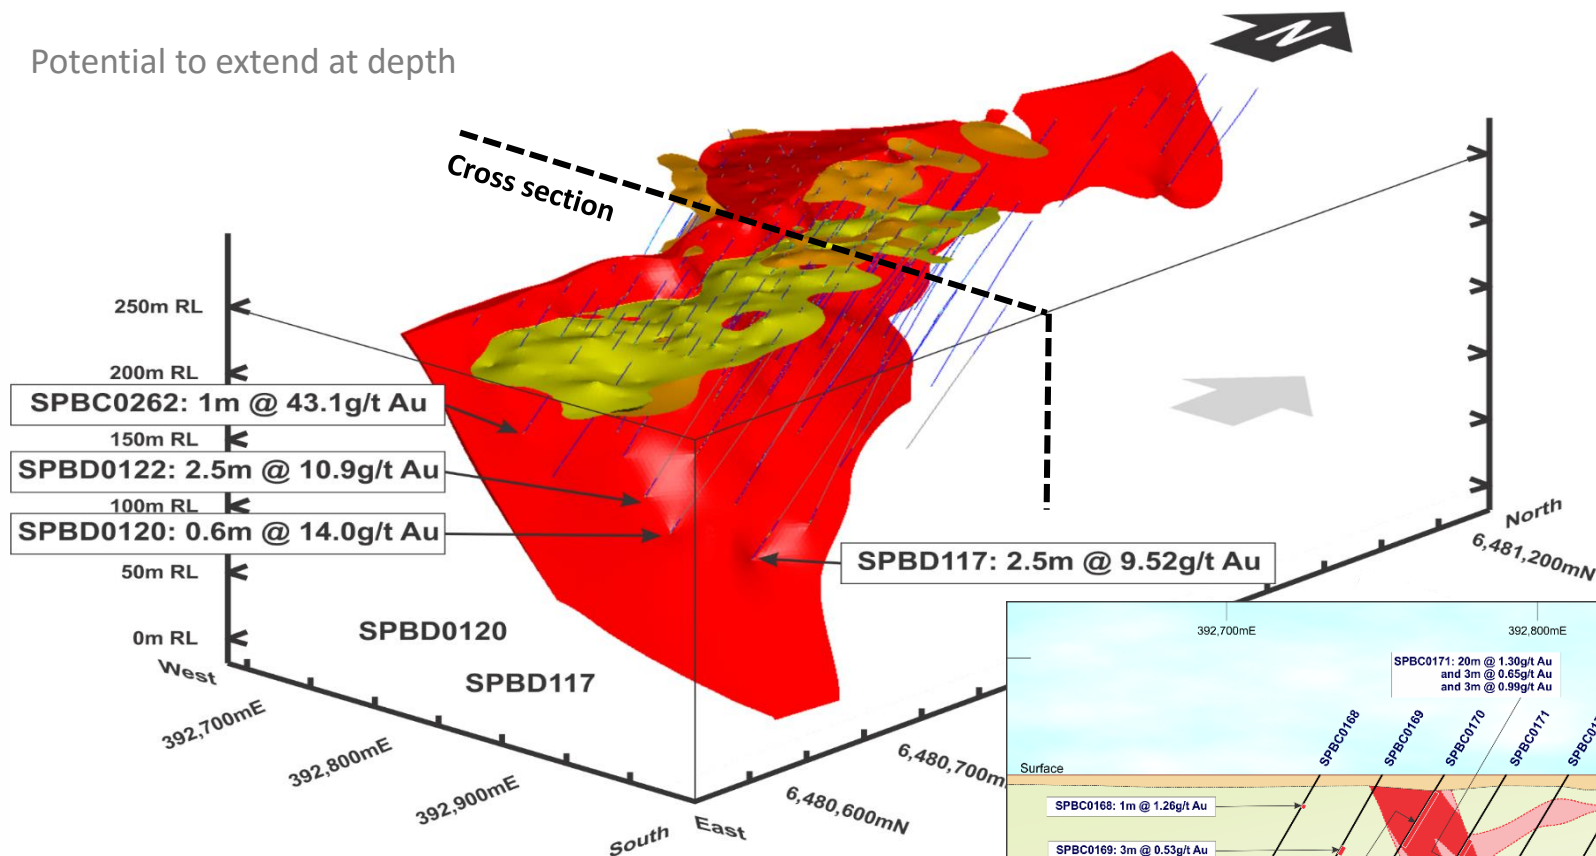 N
Potential to extend at depth
Cross section
250m RL
200m RL
SPBC0262: 1m @ 43.1g/t Au
150m RL
SPBD0122: 2.5m @ 10.9g/t Au
100m RL
SPBD0120: 0.6m @ 14.0g/t Au
50m RL
SPBD117: 2.5m @ 9.52g/t Au
0m RL
SPBD0120
SPBD117
West
392,700mE
392,800mE
392,900mE
South
East
6,480,600mN
6,480,700m
6,481,200mN
North
392,700mE
392,800mE
SPBC0171: 20m @ 1.30g/t Au
and 3m @ 0.65g/t Au
and 3m @ 0.99g/t Au
SPBC0168
SPBC0169
SPBC0170
SPBC0171
Surface
SPBC0168: 1m @ 1.26g/t Au
SPBC0169: 3m @ 0.53g/t Au